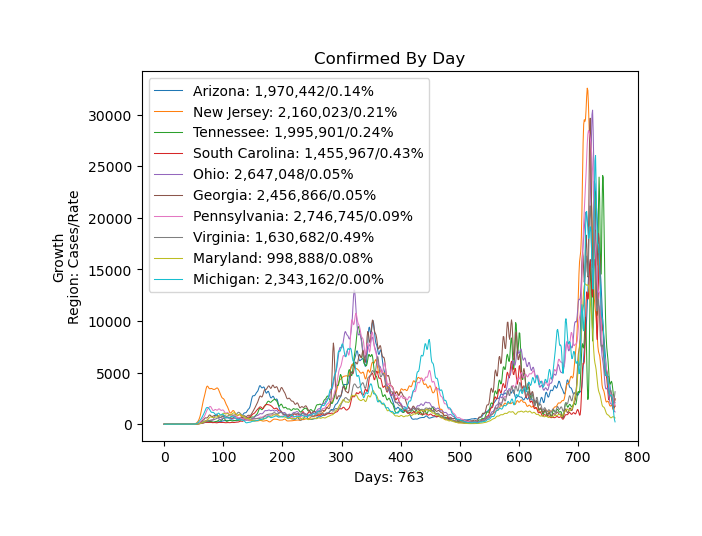 Confirmed By Day
Arizona: 1,970,442/0.14%
New Jersey: 2,160,023/0.21%
Tennessee: 1,995,901/0.24%
South Carolina: 1,455,967/0.43%
Ohio: 2,647,048/0.05%
Georgia: 2,456,866/0.05%
Pennsylvania: 2,746,745/0.09%
Virginia: 1,630,682/0.49%
Maryland: 998,888/0.08%
Michigan: 2,343,162/0.00%
Growth
Region: Cases/Rate
30000
25000
20000
15000
10000
5000
0
0 100 200 300 400 500 600 700 800
Days: 763